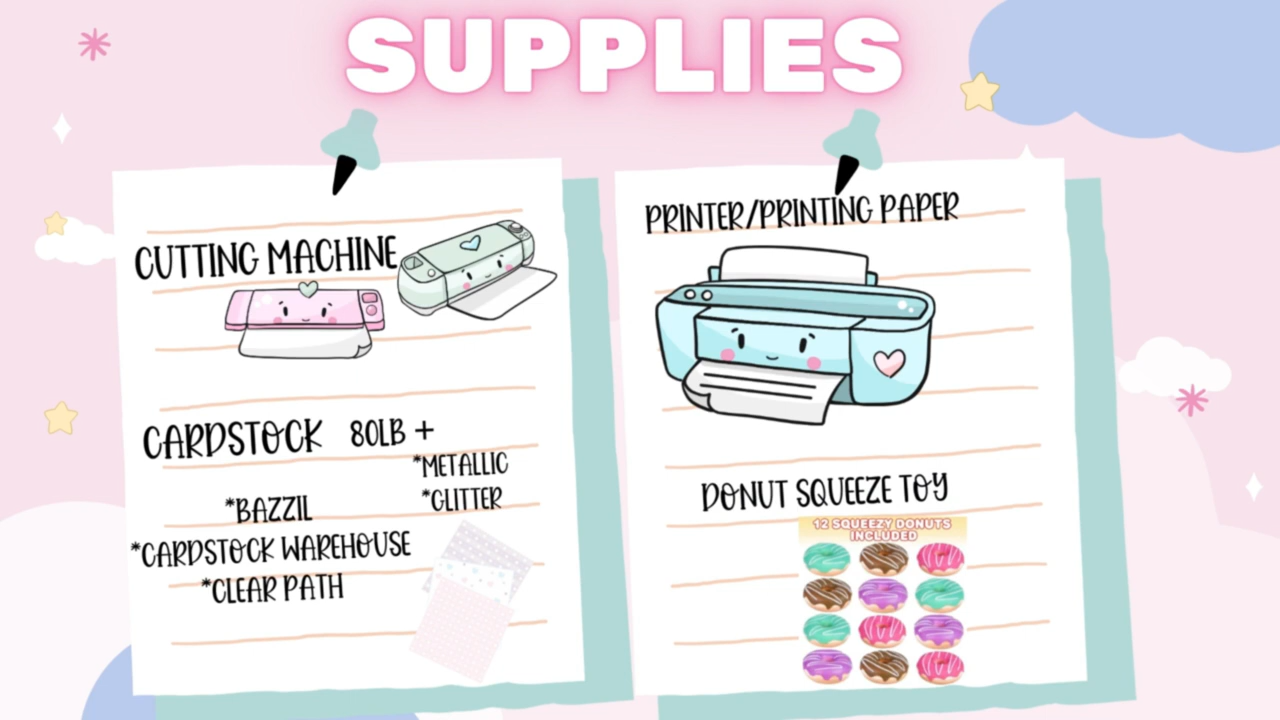 SUPPLIES
CUTTING MACHINE
CARDSTOCK 80LB +
*METALLIC
*GLITTER
*BAZZIL
*CARDSTOCK WAREHOUSE
*CLEAR PATH
PRINTER/PRINTING PAPER
DONUT SQUEEZE TOY
12 SQUEEZY DONUTS
INCLUDED